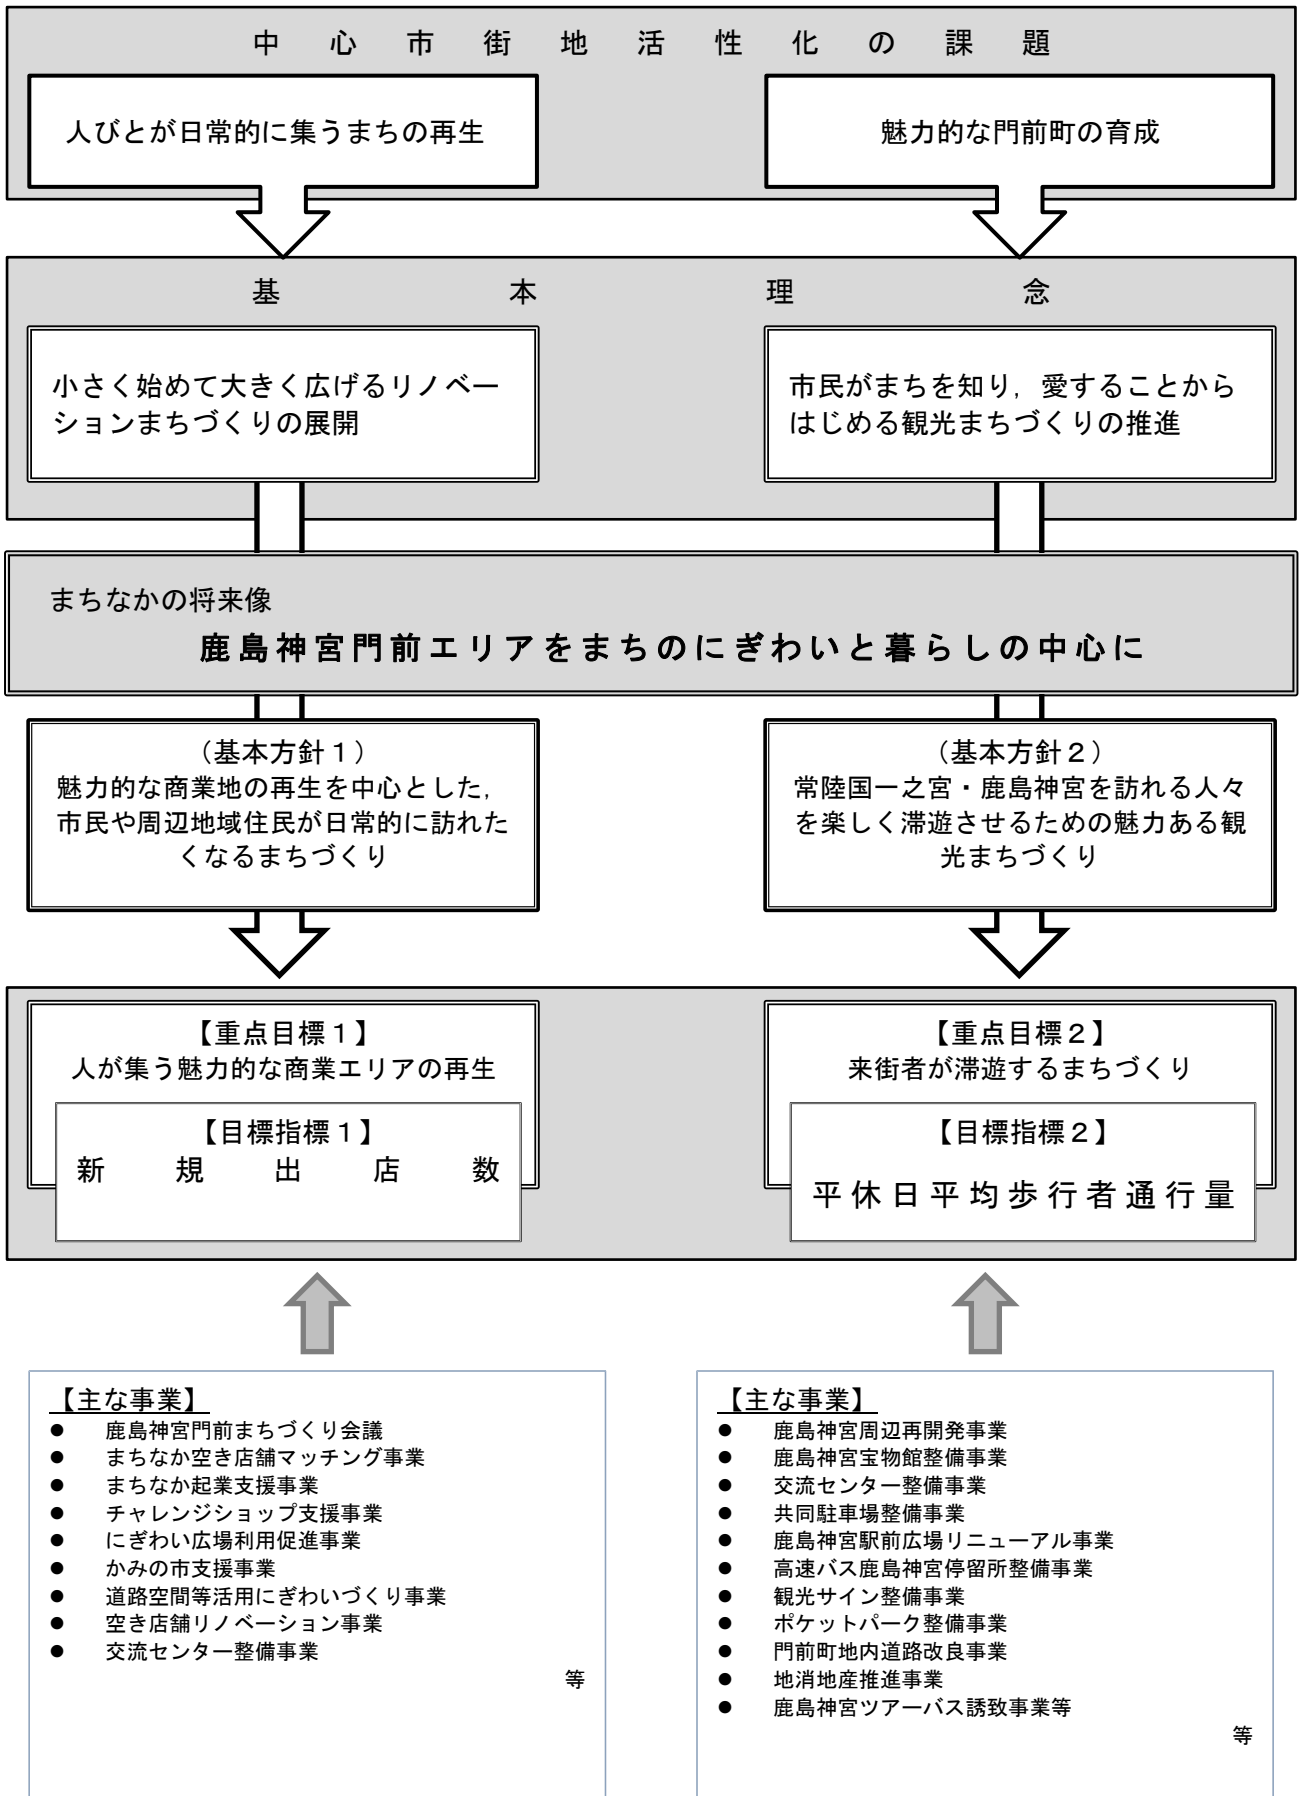 中心市街地活性化の課題
人びとが日常的に集うまちの再生
魅力的な門前町の育成
基本理念
小さく始めて大きく広げるリノベー
ションまちづくりの展開
市民がまちを知り，愛することから
はじめる観光まちづくりの推進
まちなかの将来像
鹿島神宮門前エリアをまちのにぎわいと暮らしの中心に
（基本方針１）
魅力的な商業地の再生を中心とした，
市民や周辺地域住民が日常的に訪れた
くなるまちづくり
（基本方針２）
常陸国一之宮・鹿島神宮を訪れる人々
を楽しく滞遊させるための魅力ある観
光まちづくり
【重点目標１】
人が集う魅力的な商業エリアの再生
【目標指標１】
新規出店数
【重点目標２】
来街者が滞遊するまちづくり
【目標指標２】
平休日平均歩行者通行量
【主な事業】
● 鹿島神宮門前まちづくり会議
● まちなか空き店舗マッチング事業
● まちなか起業支援事業
● チャレンジショップ支援事業
● にぎわい広場利用促進事業
● かみの市支援事業
● 道路空間等活用にぎわいづくり事業
● 空き店舗リノベーション事業
● 交流センター整備事業
等
【主な事業】
● 鹿島神宮周辺再開発事業
● 鹿島神宮宝物館整備事業
● 交流センター整備事業
● 共同駐車場整備事業
● 鹿島神宮駅前広場リニューアル事業
● 高速バス鹿島神宮停留所整備事業
● 観光サイン整備事業
● ポケットパーク整備事業
● 門前町地内道路改良事業
● 地消地産推進事業
● 鹿島神宮ツアーバス誘致事業等
等